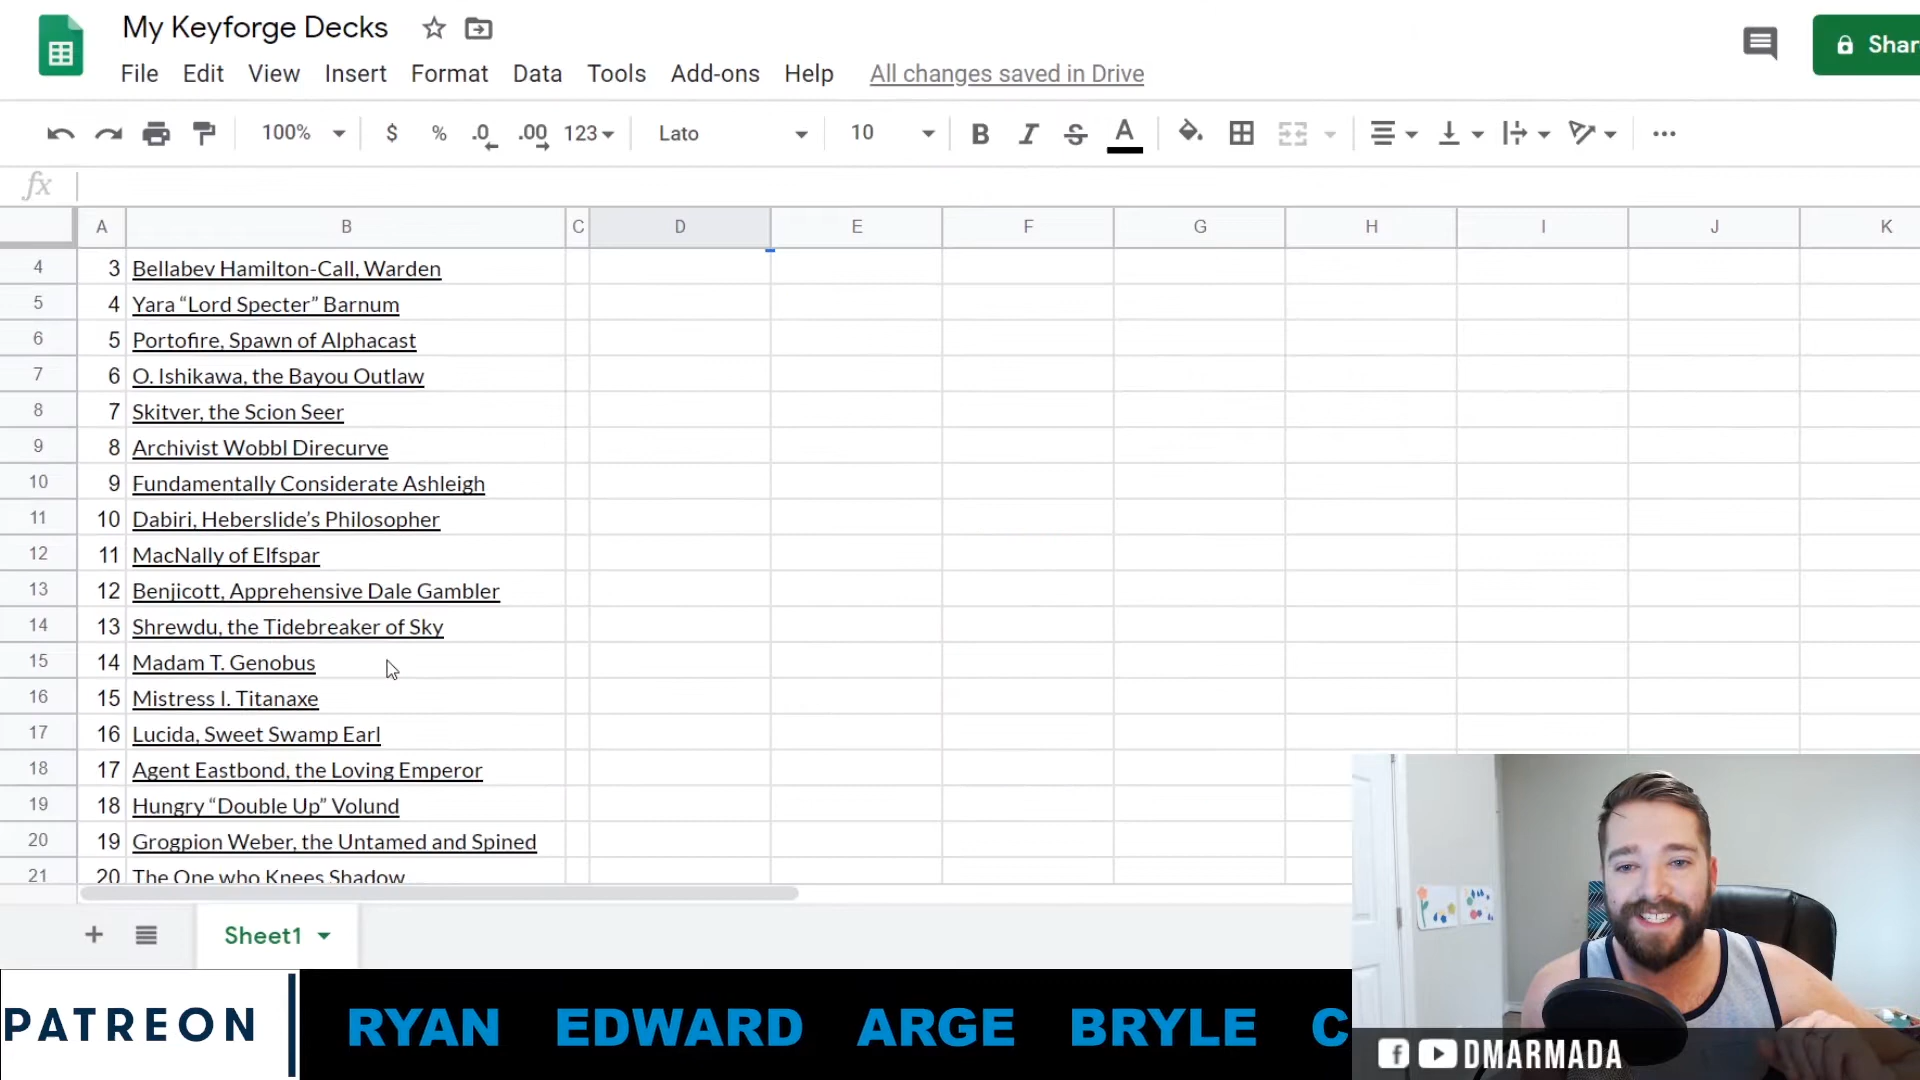 My Keyforge Decks
File Edit View Insert Format Data Tools Add-ons Help All changes saved in Drive
Shar
100% $ % .0 .00 123 Lato 10 B I S A
fx
A B C D E F G H I J K
4 3 Bellabev Hamilton-Call, Warden
5 4 Yara “Lord Specter” Barnum
6 5 Portofire, Spawn of Alphacast
7 6 O. Ishikawa, the Bayou Outlaw
8 7 Skitver, the Scion Seer
9 8 Archivist Wobbl Direcurve
10 9 Fundamentally Considerate Ashleigh
11 10 Dabiri, Heberslide’s Philosopher
12 11 MacNally of Elfspar
13 12 Benjicott, Apprehensive Dale Gambler
14 13 Shrewdu, the Tidebreaker of Sky
15 14 Madam T. Genobus
16 15 Mistress I. Titanaxe
17 16 Lucida, Sweet Swamp Earl
18 17 Agent Eastbond, the Loving Emperor
19 18 Hungry “Double Up” Volund
20 19 Grogpion Weber, the Untamed and Spined
21 20 The One who Knees Shadow
Sheet1
PATREON RYAN EDWARD ARGE BRYLE C
f DMARMADA